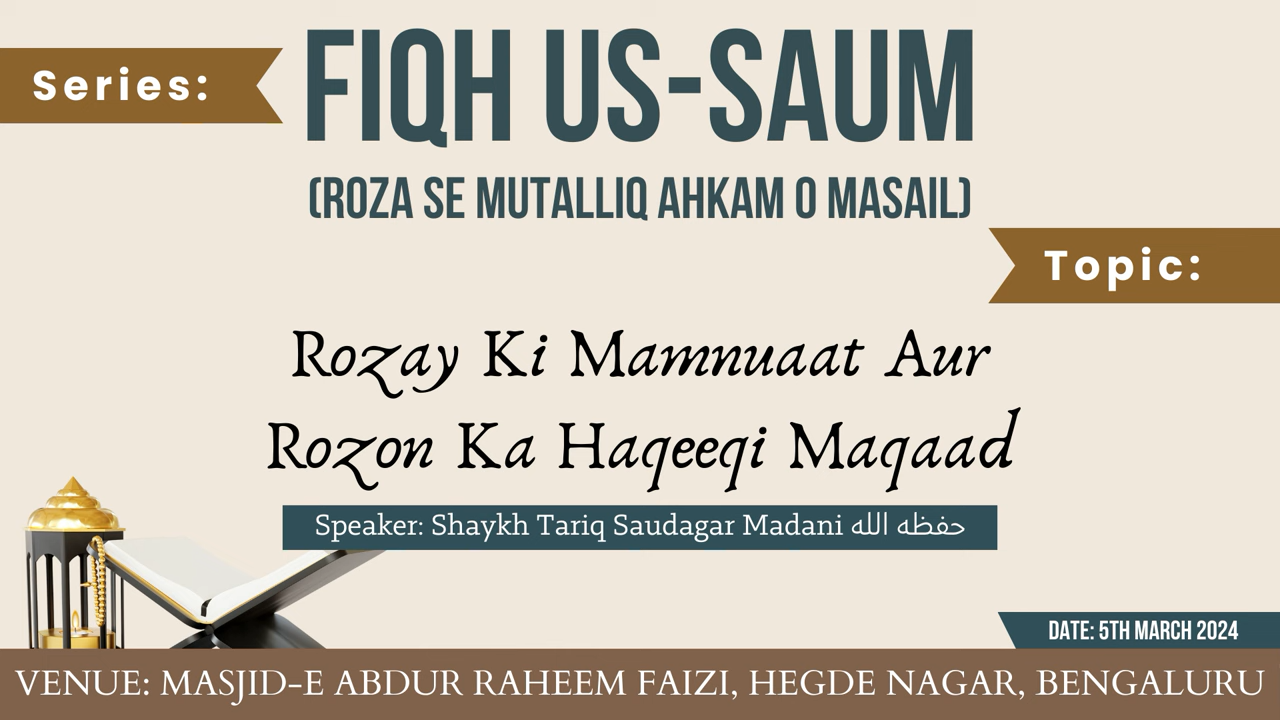 Series:
FIQH US-SAUM
(ROZA SE MUTALLIQ AHKAM O MASAIL)
Topic:
Rozay Ki Mamnuaat Aur
Rozon Ka Haqeeqi Maqaad
Speaker: Shaykh Tariq Saudagar Madani حفظه الله
DATE: 5TH MARCH 2024
VENUE: MASJID-E ABDUR RAHEEM FAIZI, HEGDE NAGAR, BENGALURU